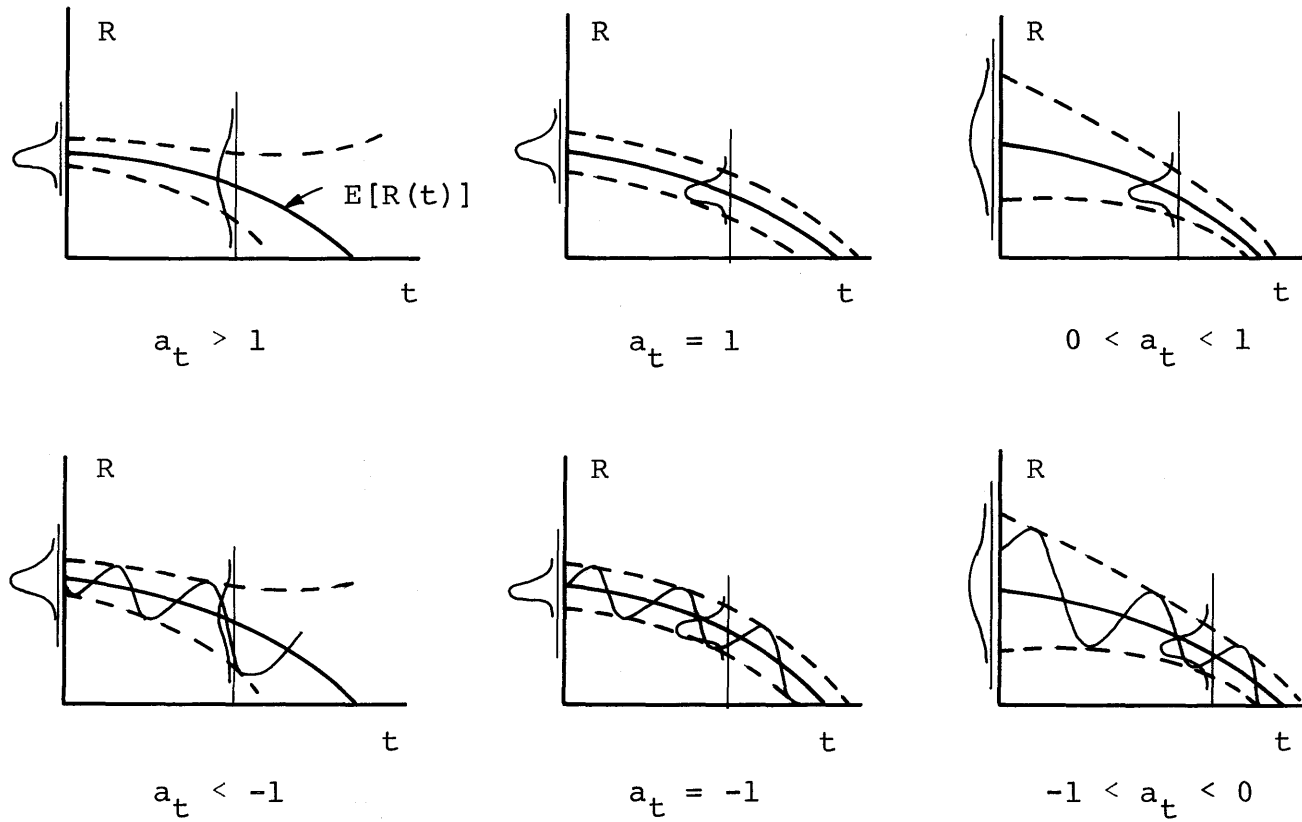 R
R
R
E[R(t)]
t
t
t
a_t > 1
a_t = 1
0 < a_t < 1
R
R
R
t
t
t
a_t < -1
a_t = -1
-1 < a_t < 0